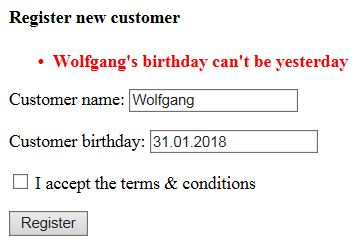 Register new customer
Wolfgang's birthday can't be yesterday
Customer name: Wolfgang
Customer birthday: 31.01.2018
I accept the terms & conditions
Register